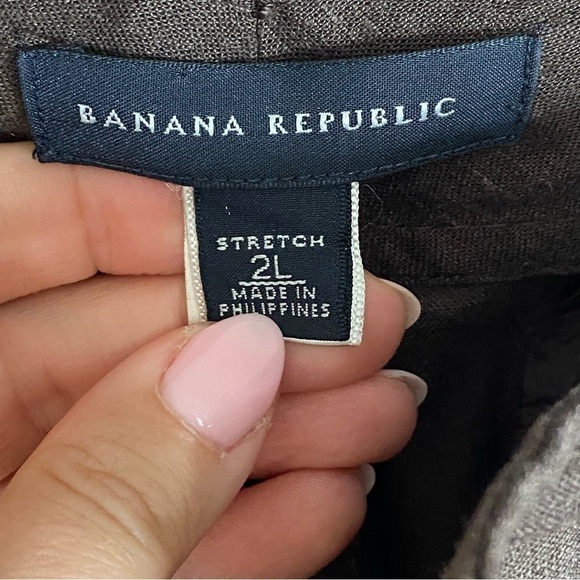 BANANA REPUBLIC
STRETCH
2L
MADE IN
PHILIPPINES